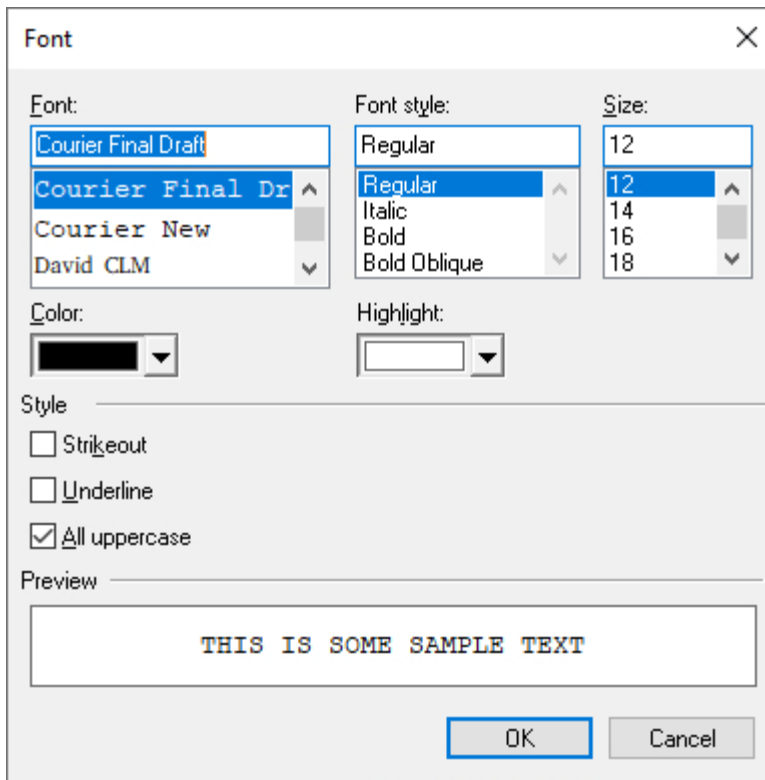 Font
Font: Font style: Size:
Courier Final Draft Regular 12
Courier Final Dr Regular 12
Courier New Italic 14
David CLM Bold 16
Bold Oblique 18
Color: Highlight:
Style
Strikeout
Underline
All uppercase
Preview
THIS IS SOME SAMPLE TEXT
OK Cancel